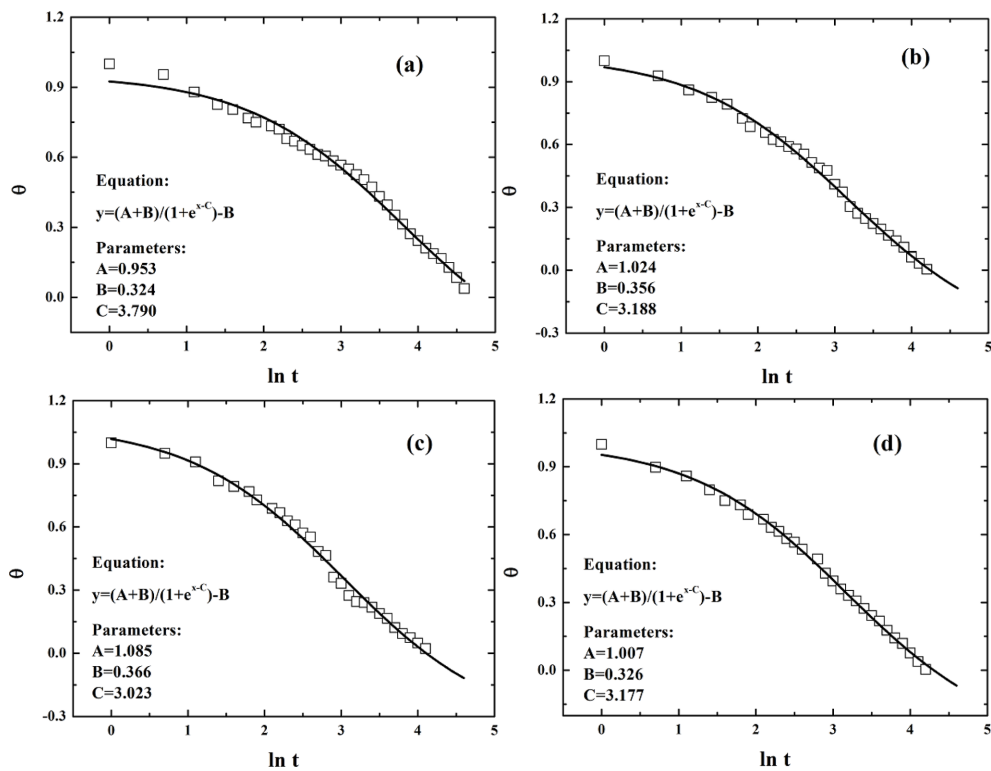 (a)
1.2
0.9
0.6
0.3
0.0
θ
Equation:
y=(A+B)/(1+e^{x-C})-B
Parameters:
A=0.953
B=0.324
C=3.790
0 1 2 3 4 5
ln t
(b)
1.2
0.9
0.6
0.3
0.0
-0.3
θ
Equation:
y=(A+B)/(1+e^{x-C})-B
Parameters:
A=1.024
B=0.356
C=3.188
0 1 2 3 4 5
ln t
(c)
1.2
0.9
0.6
0.3
0.0
-0.3
θ
Equation:
y=(A+B)/(1+e^{x-C})-B
Parameters:
A=1.085
B=0.366
C=3.023
0 1 2 3 4 5
ln t
(d)
1.2
0.9
0.6
0.3
0.0
-0.3
θ
Equation:
y=(A+B)/(1+e^{x-C})-B
Parameters:
A=1.007
B=0.326
C=3.177
0 1 2 3 4 5
ln t